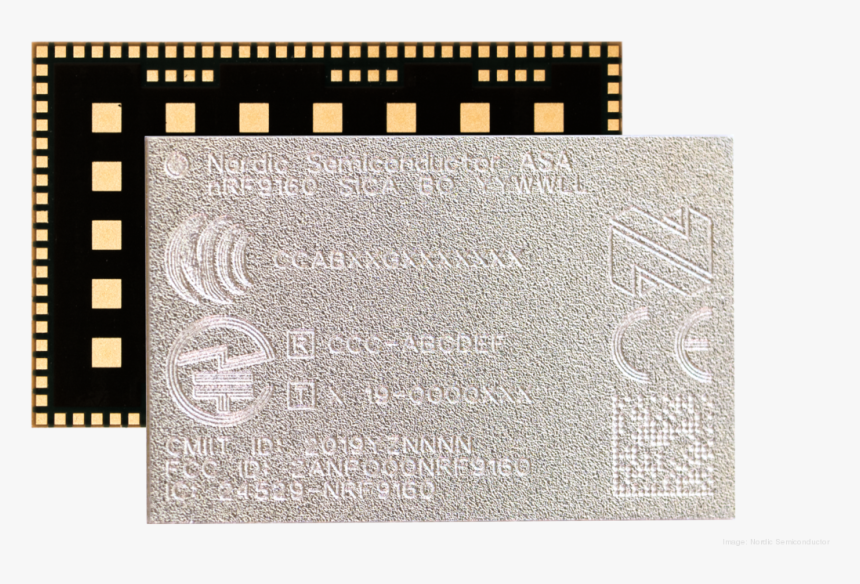 Nordic Semiconductor ASA
nRF9160 SICA B0 YYWWLL
CCABXXGXXXXXXX
R CCC-ABCDEF
T X 19-0000XXX
CMIIT ID: 2019YZNNNN
FCC ID: 2ANPO00NRF9160
IC: 24529-NRF9160
Image: Nordic Semiconductor